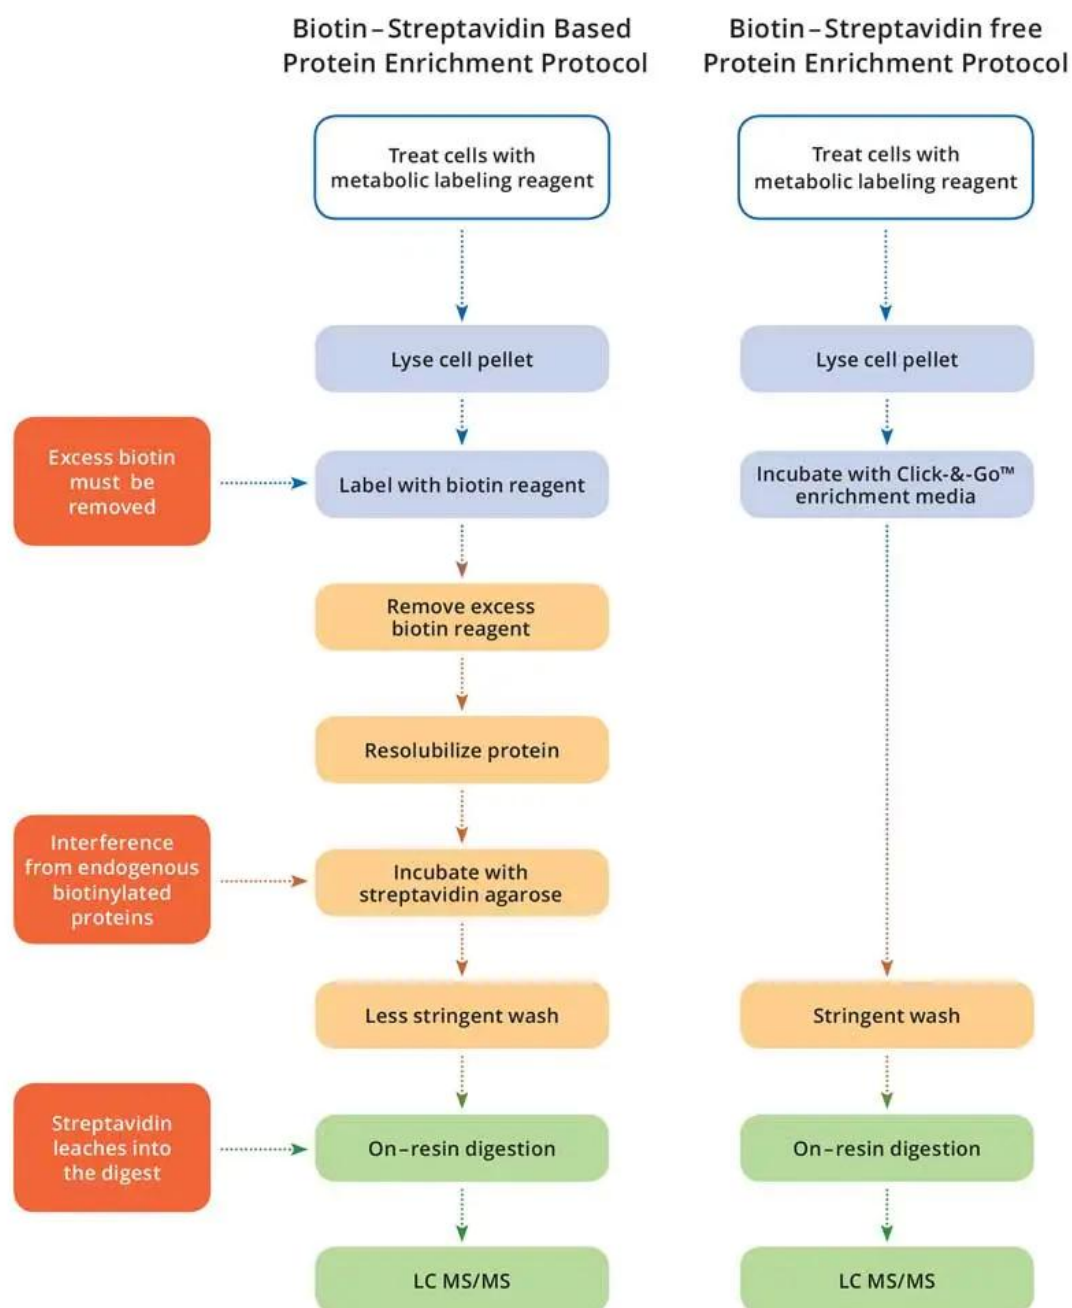 Biotin–Streptavidin Based
Protein Enrichment Protocol
Treat cells with
metabolic labeling reagent
Lyse cell pellet
Excess biotin
must be
removed
Label with biotin reagent
Remove excess
biotin reagent
Resolubilize protein
Interference
from endogenous
biotinylated
proteins
Incubate with
streptavidin agarose
Less stringent wash
Streptavidin
leaches into
the digest
On–resin digestion
LC MS/MS
Biotin–Streptavidin free
Protein Enrichment Protocol
Treat cells with
metabolic labeling reagent
Lyse cell pellet
Incubate with Click-&-Go™
enrichment media
Stringent wash
On–resin digestion
LC MS/MS